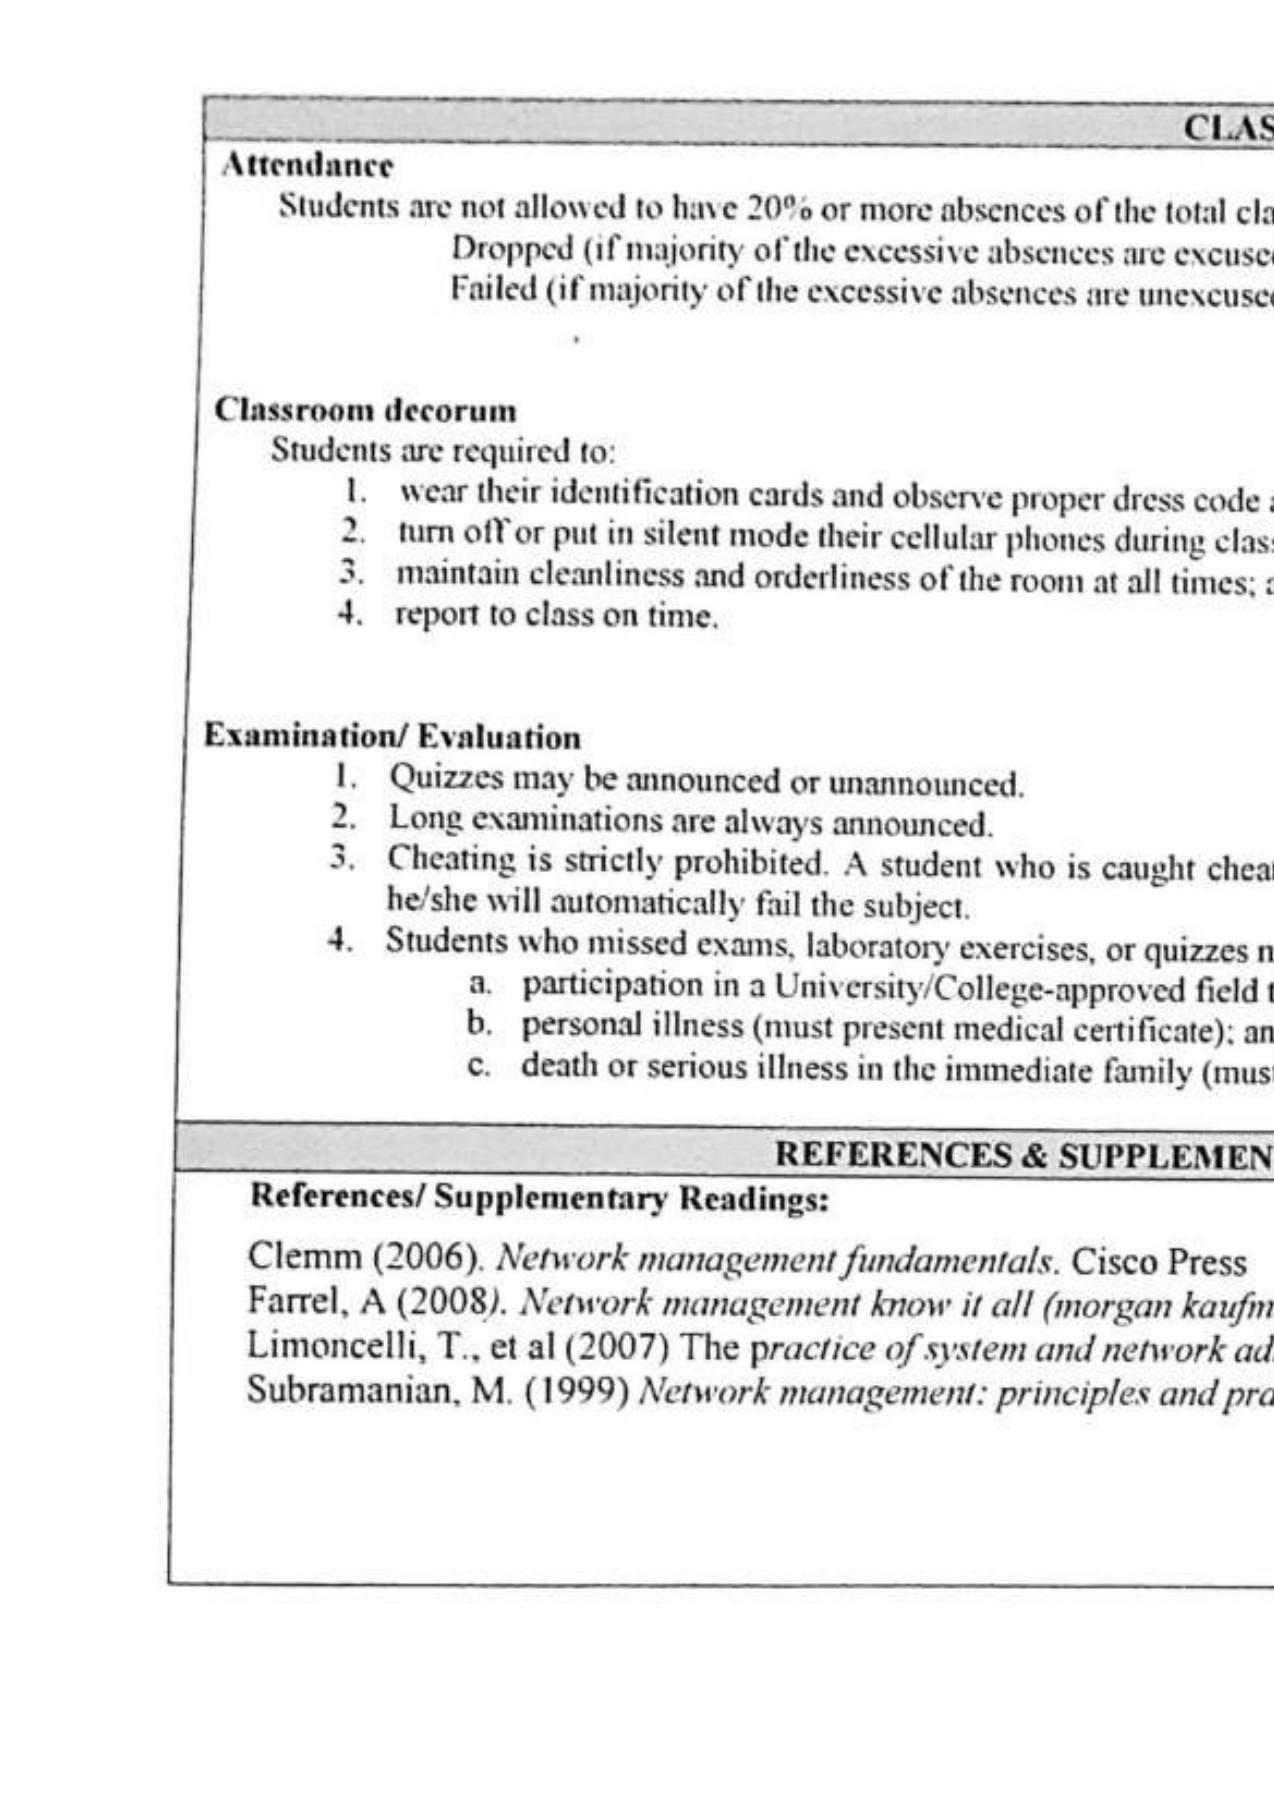 CLAS
Attendance
Students are not allowed to have 20% or more absences of the total cla
Dropped (if majority of the excessive absences are excuse
Failed (if majority of the excessive absences are unexcuse
Classroom decorum
Students are required to:
1. wear their identification cards and observe proper dress code a
2. turn off or put in silent mode their cellular phones during clas
3. maintain cleanliness and orderliness of the room at all times; a
4. report to class on time.
Examination/ Evaluation
1. Quizzes may be announced or unannounced.
2. Long examinations are always announced.
3. Cheating is strictly prohibited. A student who is caught cheat
he/she will automatically fail the subject.
4. Students who missed exams, laboratory exercises, or quizzes n
a. participation in a University/College-approved field t
b. personal illness (must present medical certificate); an
c. death or serious illness in the immediate family (must
REFERENCES & SUPPLEMEN
References/ Supplementary Readings:
Clemm (2006). Network management fundamentals. Cisco Press
Farrel, A (2008). Network management know it all (morgan kaufm
Limoncelli, T., et al (2007) The practice of system and network ad
Subramanian, M. (1999) Network management: principles and pra